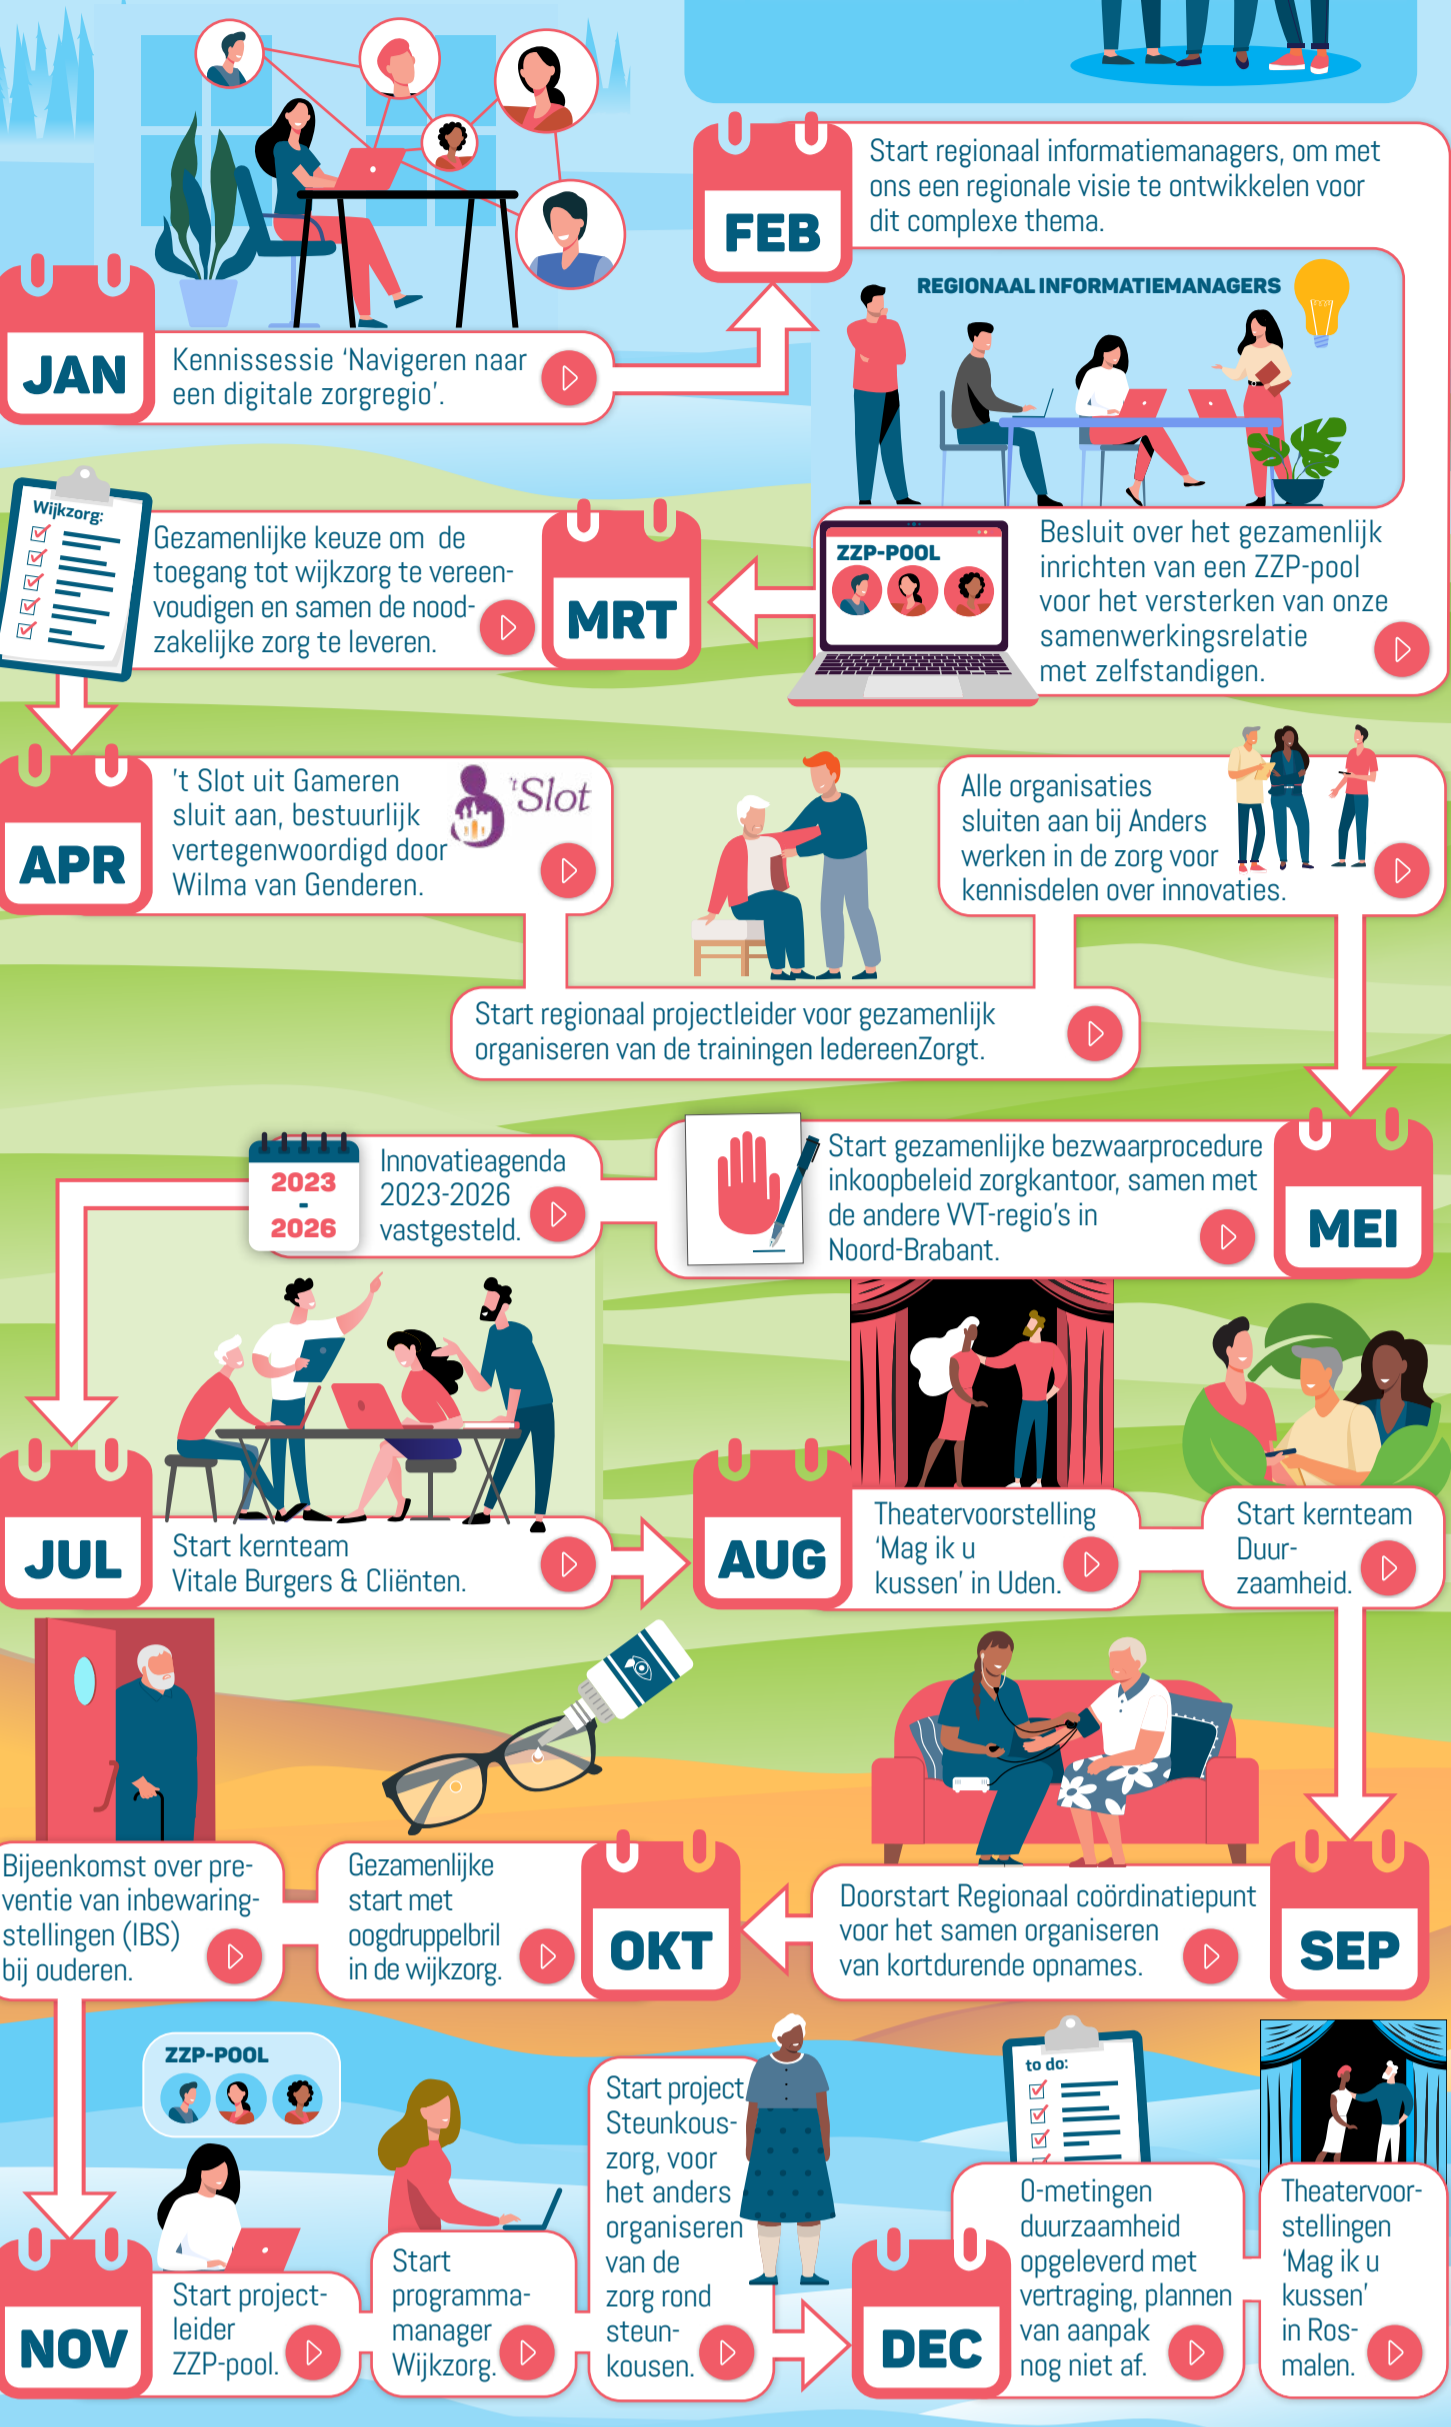 JAN
Kennissessie ‘Navigeren naar
een digitale zorgregio’.
FEB
Start regionaal informatiemanagers, om met
ons een regionale visie te ontwikkelen voor
dit complexe thema.
REGIONAAL INFORMATIEMANAGERS
ZZP-POOL
Besluit over het gezamenlijk
inrichten van een ZZP-pool
voor het versterken van onze
samenwerkingsrelatie
met zelfstandigen.
MRT
Gezamenlijke keuze om de
toegang tot wijkzorg te vereen-
voudigen en samen de nood-
zakelijke zorg te leveren.
Wijkzorg:
APR
’t Slot uit Gameren
sluit aan, bestuurlijk
vertegenwoordigd door
Wilma van Genderen.
't Slot
Start regionaal projectleider voor gezamenlijk
organiseren van de trainingen IedereenZorgt.
Alle organisaties
sluiten aan bij Anders
werken in de zorg voor
kennisdelen over innovaties.
MEI
Start gezamenlijke bezwaarprocedure
inkoopbeleid zorgkantoor, samen met
de andere VVT-regio’s in
Noord-Brabant.
2023
-
2026
Innovatieagenda
2023-2026
vastgesteld.
JUL
Start kernteam
Vitale Burgers & Cliënten.
AUG
Theatervoorstelling
‘Mag ik u
kussen’ in Uden.
Start kernteam
Duur-
zaamheid.
SEP
Doorstart Regionaal coördinatiepunt
voor het samen organiseren
van kortdurende opnames.
OKT
Gezamenlijke
start met
oogdruppelbril
in de wijkzorg.
Bijeenkomst over pre-
ventie van inbewaring-
stellingen (IBS)
bij ouderen.
NOV
ZZP-POOL
Start project-
leider
ZZP-pool.
Start
programma-
manager
Wijkzorg.
Start project
Steunkous-
zorg, voor
het anders
organiseren
van de
zorg rond
steun-
kousen.
DEC
to do:
0-metingen
duurzaamheid
opgeleverd met
vertraging, plannen
van aanpak
nog niet af.
Theatervoor-
stellingen
‘Mag ik u
kussen’
in Ros-
malen.